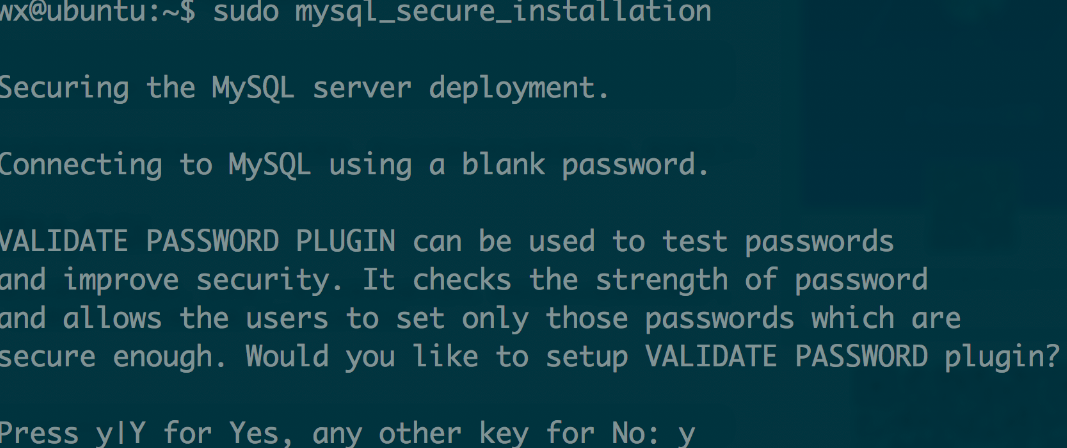 wx@ubuntu:~$ sudo mysql_secure_installation
Securing the MySQL server deployment.
Connecting to MySQL using a blank password.
VALIDATE PASSWORD PLUGIN can be used to test passwords
and improve security. It checks the strength of password
and allows the users to set only those passwords which are
secure enough. Would you like to setup VALIDATE PASSWORD plugin?
Press y|Y for Yes, any other key for No: y